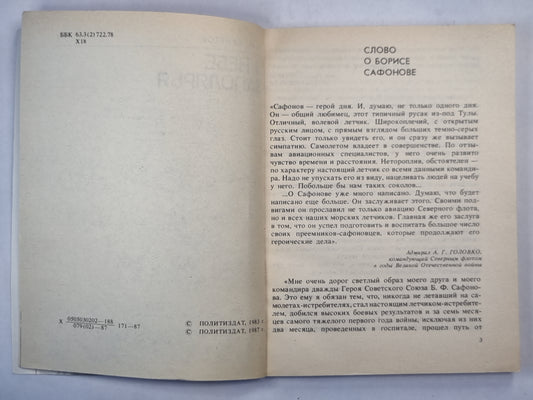 ББК 63.3(2)722.78
Х18
0505030202—188
Х 171—87
079(02)—87
© ПОЛИТИЗДАТ, 1983 г.
© ПОЛИТИЗДАТ, 1987 г.
СЛОВО
О БОРИСЕ
САФОНОВЕ
«Сафонов — герой дня. И, думаю, не только одного дня.
Он — общий любимец, этот типичный русак из-под Тулы.
Отличный, волевой летчик. Широкоплечий, с открытым
русским лицом, с прямым взглядом больших темно-серых
глаз. Стоит только увидеть его, и он сразу же вызывает
симпатию. Самолетом владеет в совершенстве. По отзы-
вам авиационных специалистов, у него очень развито
чувство времени и расстояния. Нетороплив, обстоятелен —
по характеру настоящий летчик со всеми данными команди-
ра. Надо не упускать его из виду, нацеливать людей на учебу
у него. Побольше бы нам таких соколов...
...О Сафонове уже много написано. Думаю, что будет
написано еще больше. Он заслуживает этого. Своими под-
вигами он прославил не только авиацию Северного флота,
но и всех наших морских летчиков. Главная же его заслуга
в том, что он успел подготовить и воспитать большое число
своих преемников-сафоновцев, которые продолжают его
героические дела».
Адмирал А. Г. ГОЛОВКО,
командующий Северным флотом
в годы Великой Отечественной войны
«Мне очень дорог светлый образ моего друга и моего
командира дважды Героя Советского Союза Б. Ф. Сафоно-
ва. Это ему я обязан тем, что, никогда не летавший на са-
молетах-истребителях, стал настоящим летчиком-истребите-
лем, добился высоких боевых результатов и за семь меся-
цев самого тяжелого первого года войны, исключая из них
два месяца, проведенных в госпитале, прошел путь от
3